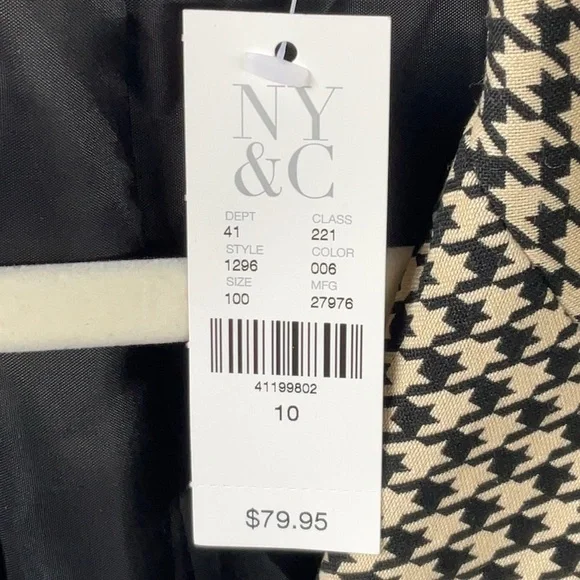 NY
&C
DEPT CLASS
41 221
STYLE COLOR
1296 006
SIZE MFG
100 27976
41199802
10
$79.95